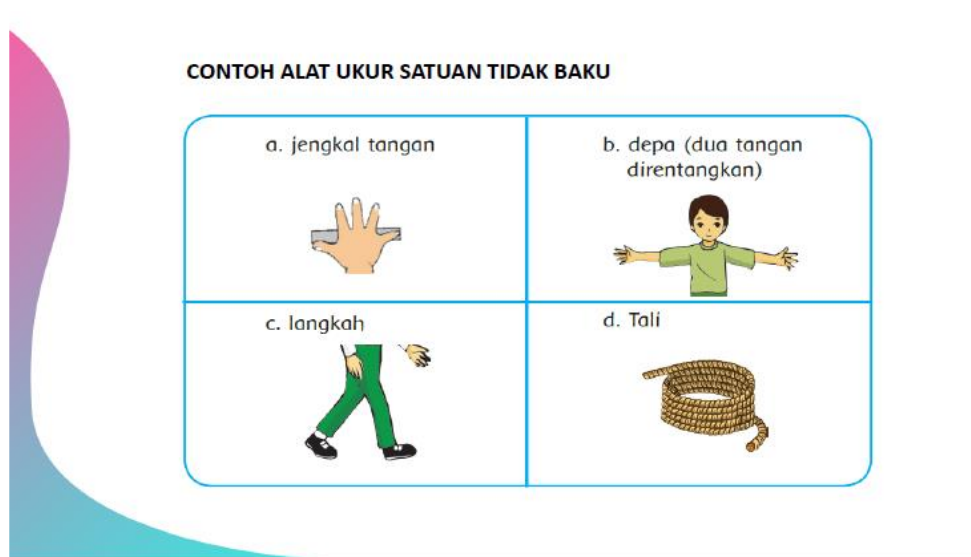 CONTOH ALAT UKUR SATUAN TIDAK BAKU
a. jengkal tangan
b. depa (dua tangan
direntangkan)
c. langkah
d. Tali